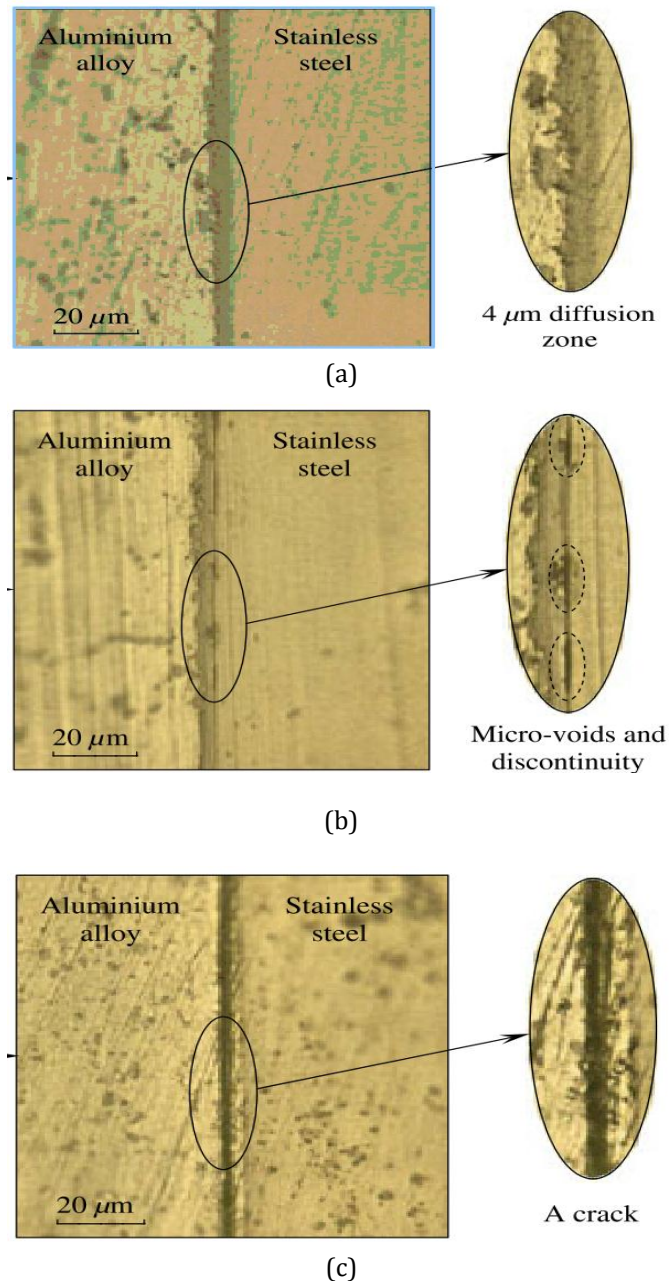 Aluminium
alloy
Stainless
steel
20 μm
4 μm diffusion
zone
(a)
Aluminium
alloy
Stainless
steel
20 μm
Micro-voids and
discontinuity
(b)
Aluminium
alloy
Stainless
steel
20 μm
A crack
(c)